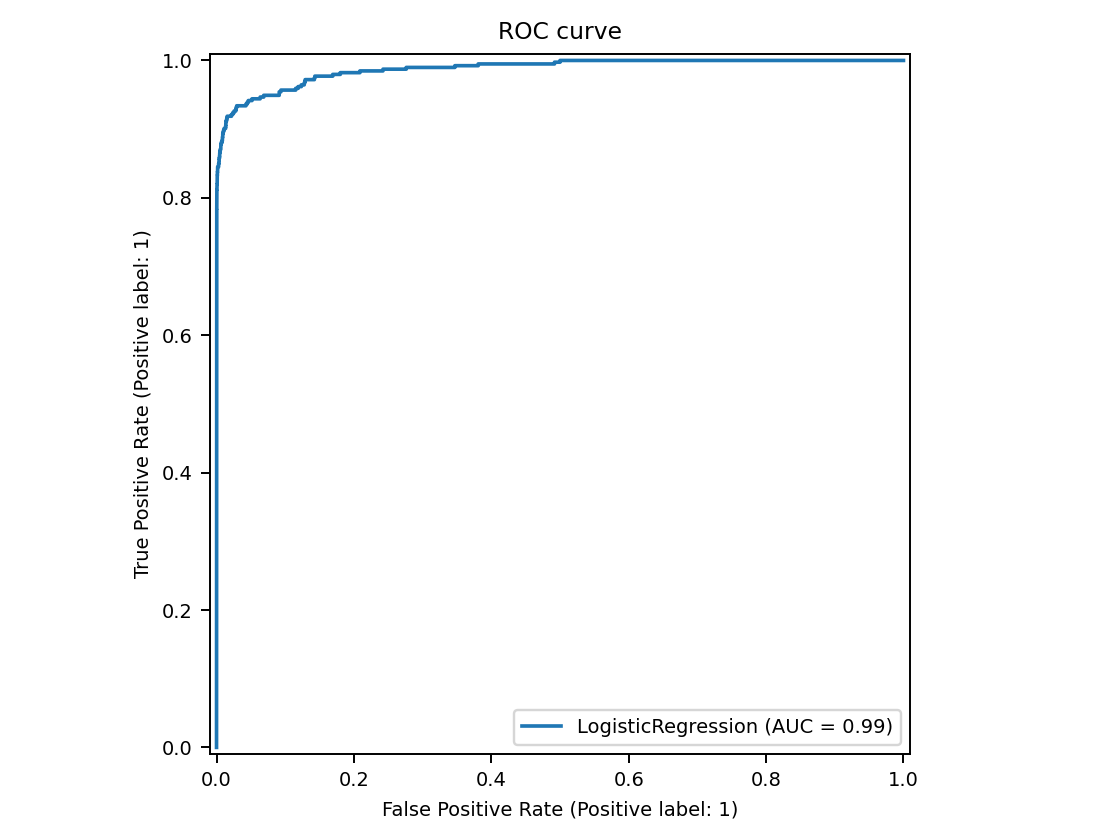 ROC curve
1.0
0.8
0.6
0.4
0.2
0.0
True Positive Rate (Positive label: 1)
LogisticRegression (AUC = 0.99)
0.0 0.2 0.4 0.6 0.8 1.0
False Positive Rate (Positive label: 1)